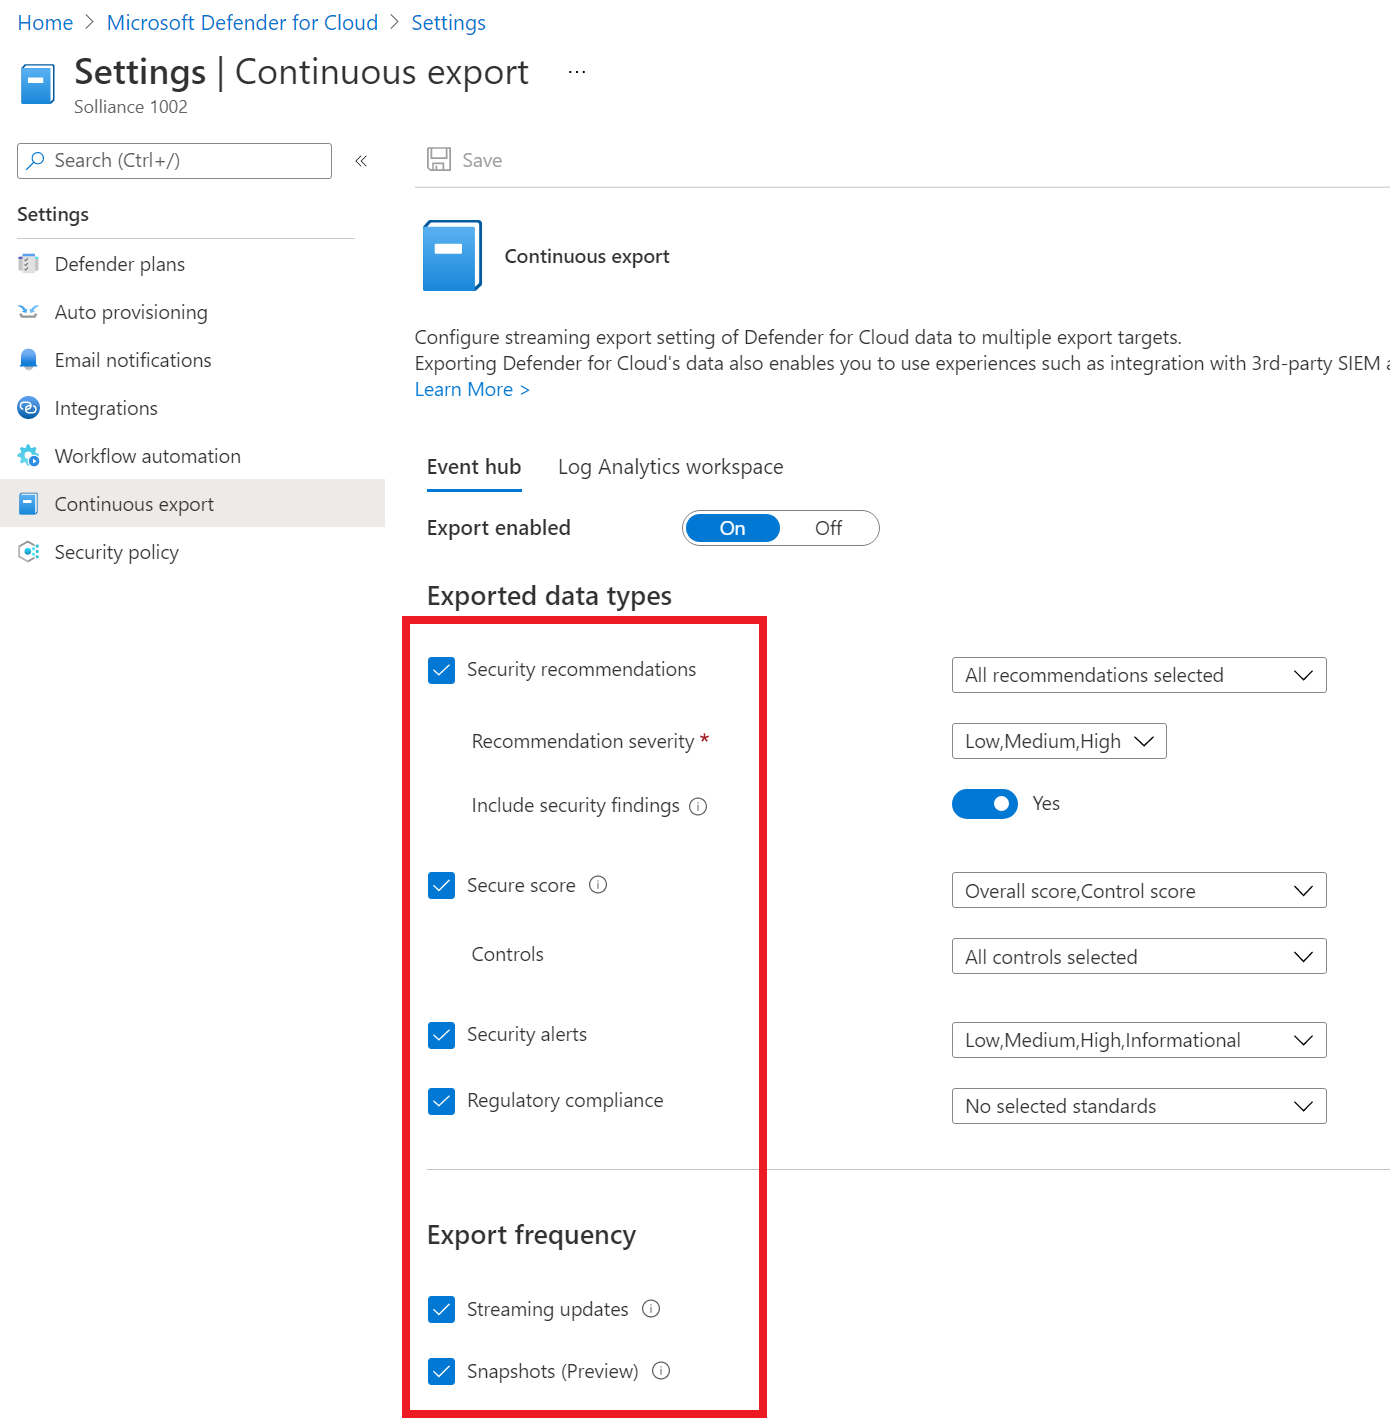 Home > Microsoft Defender for Cloud > Settings
Settings | Continuous export ...
Solliance 1002
Search (Ctrl+/)
«
Save
Settings
Defender plans
Auto provisioning
Email notifications
Integrations
Workflow automation
Continuous export
Security policy
Continuous export
Configure streaming export setting of Defender for Cloud data to multiple export targets.
Exporting Defender for Cloud's data also enables you to use experiences such as integration with 3rd-party SIEM a
Learn More >
Event hub Log Analytics workspace
Export enabled On Off
Exported data types
Security recommendations All recommendations selected
Recommendation severity * Low,Medium,High
Include security findings Yes
Secure score Overall score,Control score
Controls All controls selected
Security alerts Low,Medium,High,Informational
Regulatory compliance No selected standards
Export frequency
Streaming updates
Snapshots (Preview)